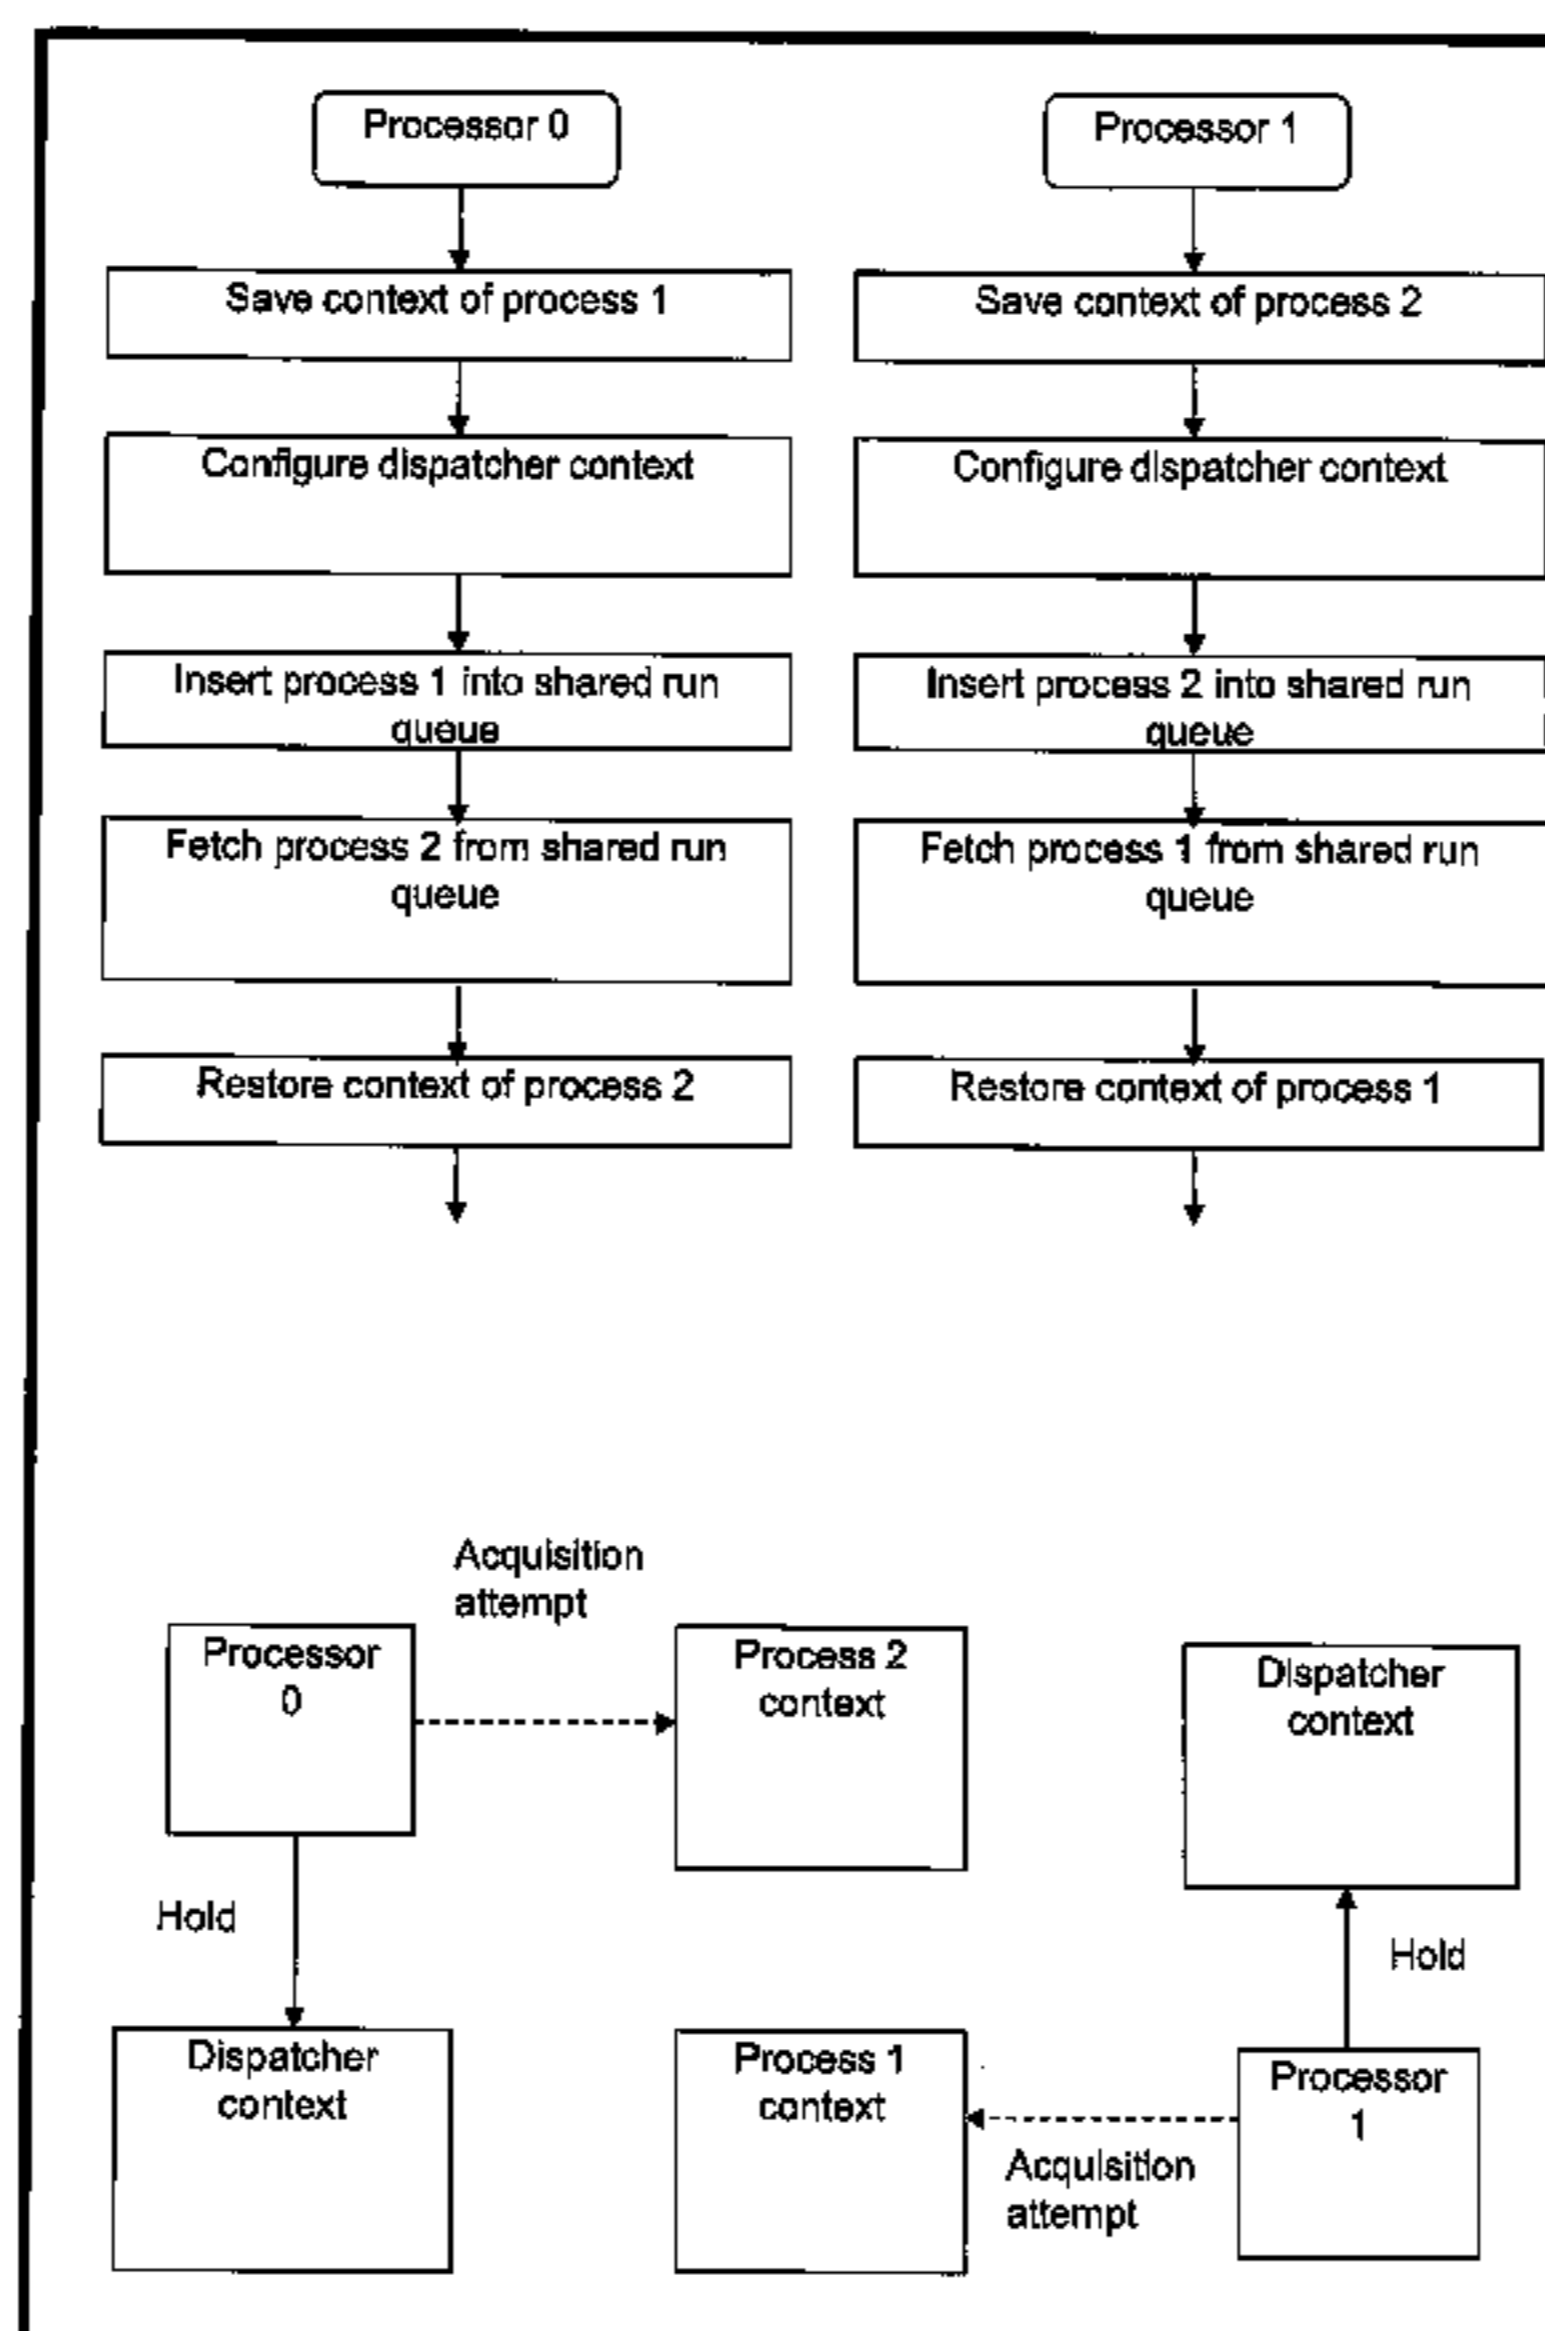 Processor 0
Processor 1
Save context of process 1
Save context of process 2
Configure dispatcher context
Configure dispatcher context
Insert process 1 into shared run
queue
Insert process 2 into shared run
queue
Fetch process 2 from shared run
queue
Fetch process 1 from shared run
queue
Restore context of process 2
Restore context of process 1
Acquisition
attempt
Processor
0
Process 2
context
Dispatcher
context
Hold
Hold
Dispatcher
context
Process 1
context
Processor
1
Acquisition
attempt